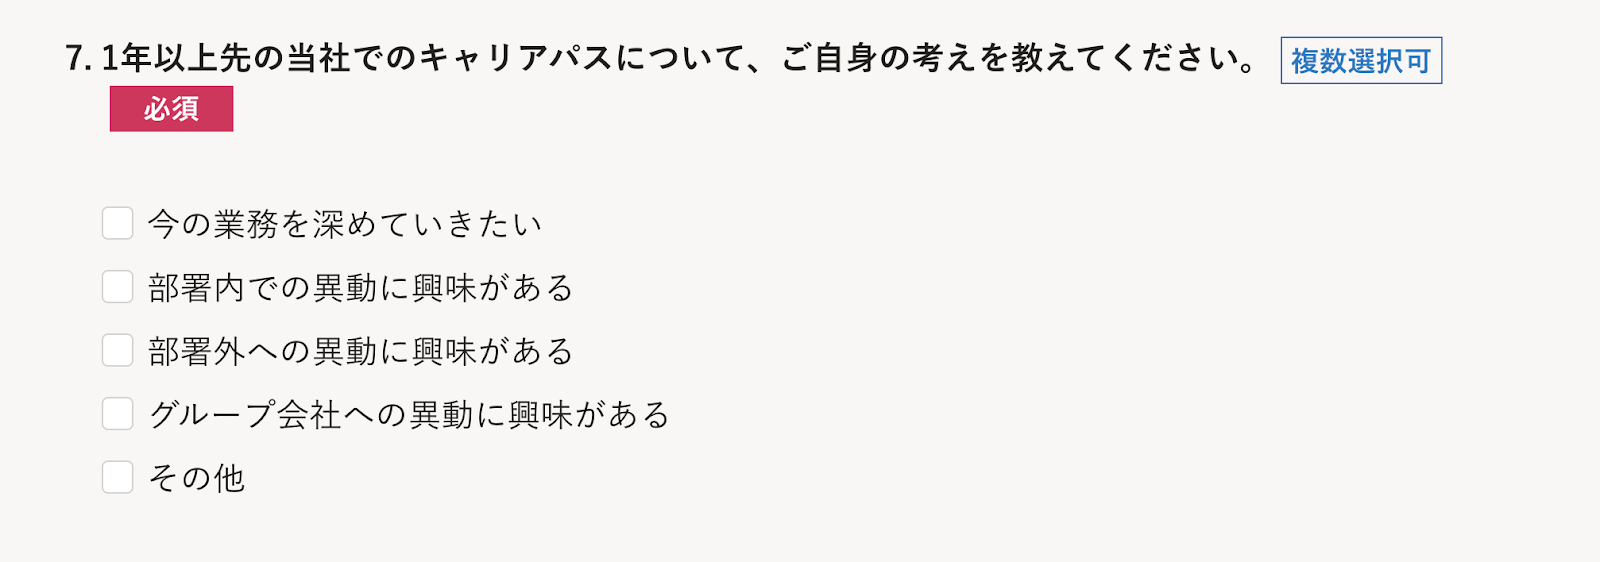 7. 1年以上先の当社でのキャリアパスについて、ご自身の考えを教えてください。 複数選択可
必須
今の業務を深めていきたい
部署内での異動に興味がある
部署外への異動に興味がある
グループ会社への異動に興味がある
その他